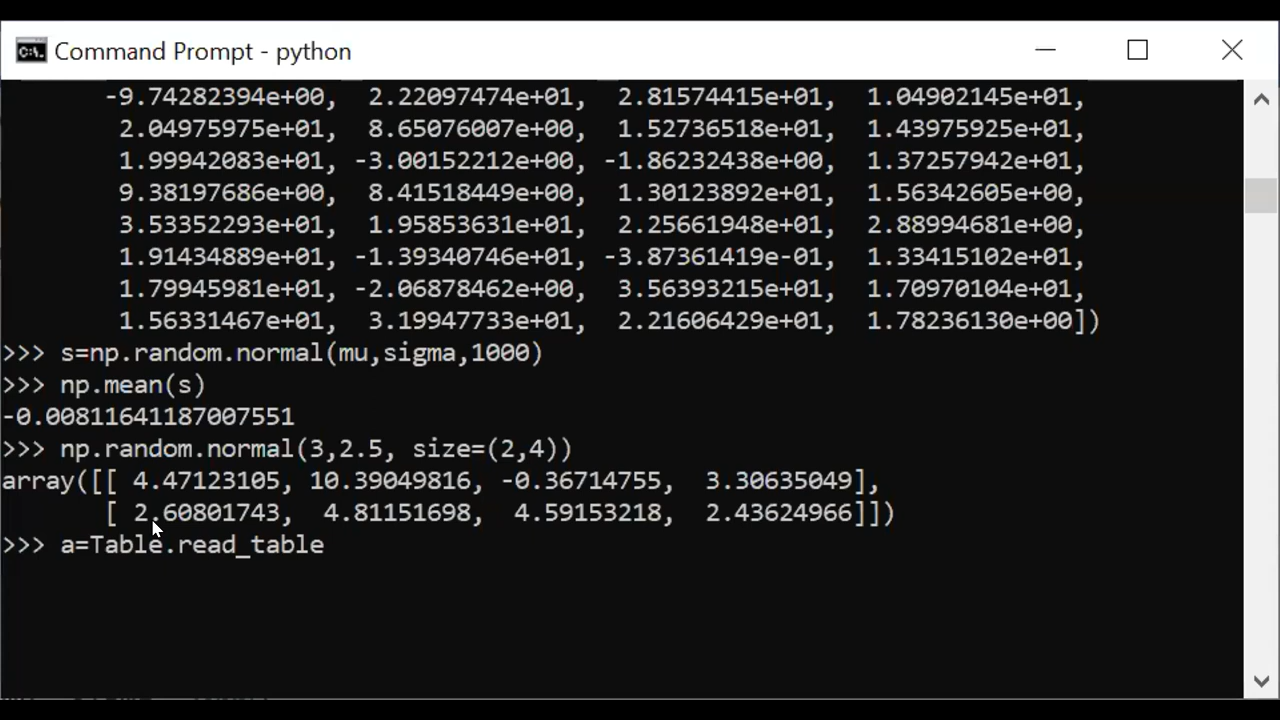 Command Prompt - python
-9.74282394e+00, 2.22097474e+01, 2.81574415e+01, 1.04902145e+01,
2.04975975e+01, 8.65076007e+00, 1.52736518e+01, 1.43975925e+01,
1.99942083e+01, -3.00152212e+00, -1.86232438e+00, 1.37257942e+01,
9.38197686e+00, 8.41518449e+00, 1.30123892e+01, 1.56342605e+00,
3.53352293e+01, 1.95853631e+01, 2.25661948e+01, 2.88994681e+00,
1.91434889e+01, -1.39340746e+01, -3.87361419e-01, 1.33415102e+01,
1.79945981e+01, -2.06878462e+00, 3.56393215e+01, 1.70970104e+01,
1.56331467e+01, 3.19947733e+01, 2.21606429e+01, 1.78236130e+00])
>>> s=np.random.normal(mu,sigma,1000)
>>> np.mean(s)
-0.00811641187007551
>>> np.random.normal(3,2.5, size=(2,4))
array([[ 4.47123105, 10.39049816, -0.36714755, 3.30635049],
[ 2.60801743, 4.81151698, 4.59153218, 2.43624966]])
>>> a=Table.read_table